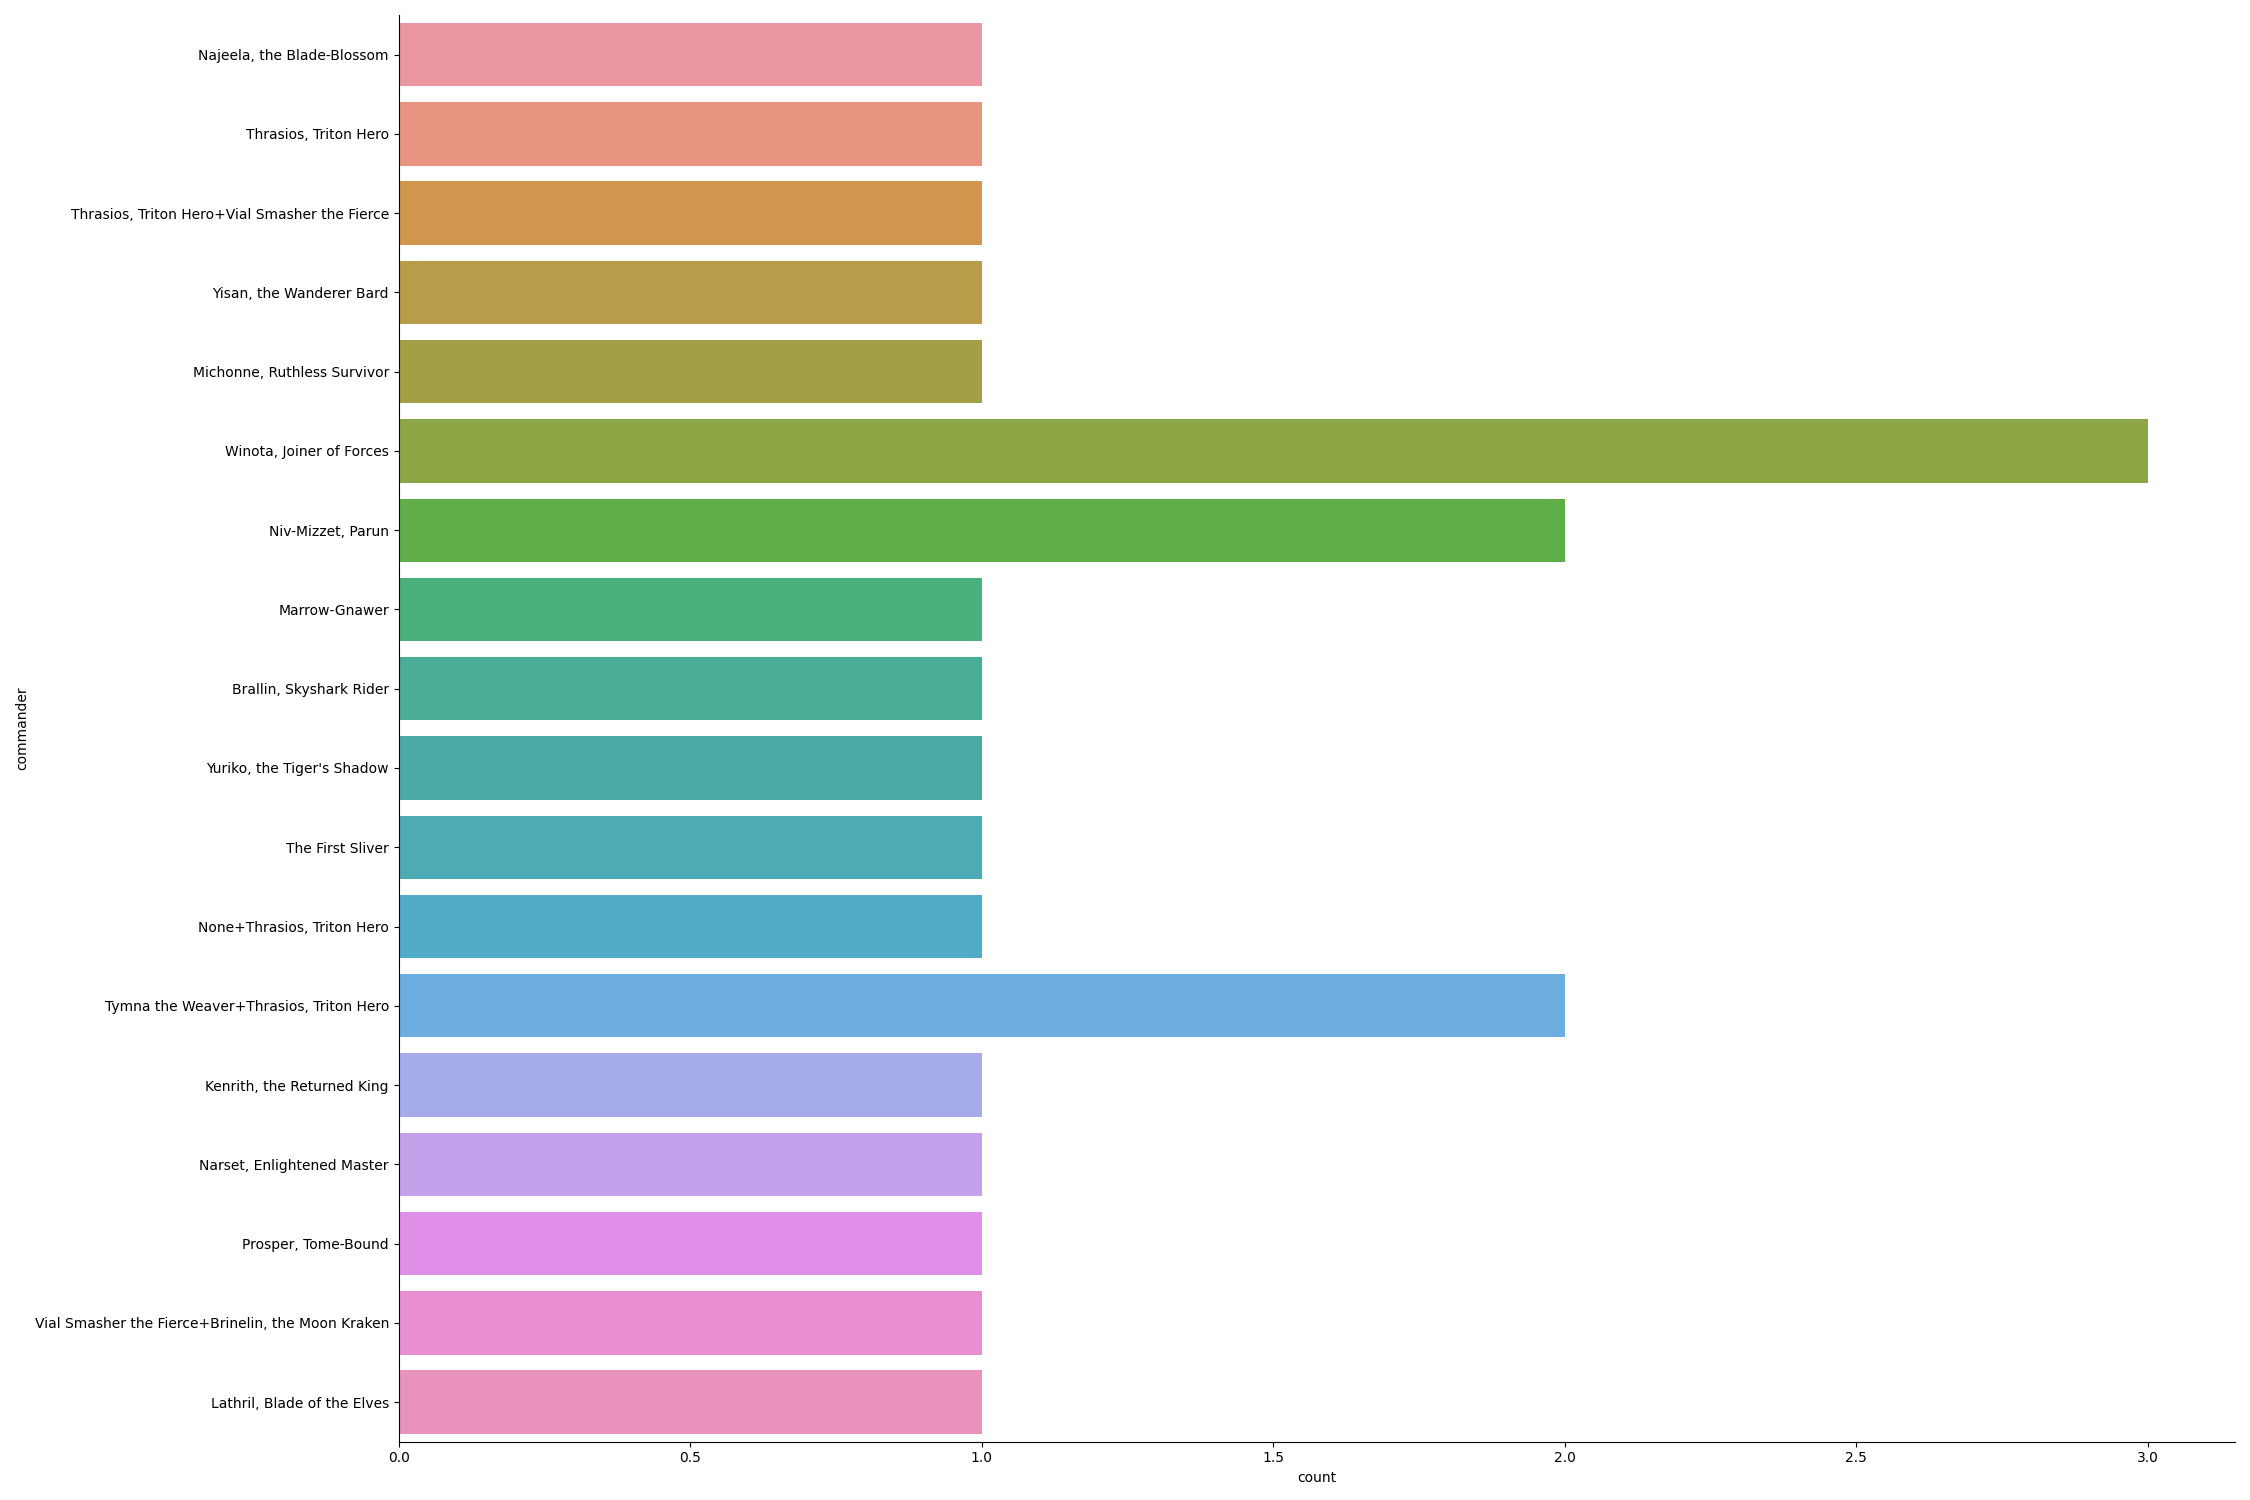 Najeela, the Blade-Blossom
Thrasios, Triton Hero
Thrasios, Triton Hero+Vial Smasher the Fierce
Yisan, the Wanderer Bard
Michonne, Ruthless Survivor
Winota, Joiner of Forces
Niv-Mizzet, Parun
Marrow-Gnawer
Brallin, Skyshark Rider
Yuriko, the Tiger's Shadow
The First Sliver
None+Thrasios, Triton Hero
Tymna the Weaver+Thrasios, Triton Hero
Kenrith, the Returned King
Narset, Enlightened Master
Prosper, Tome-Bound
Vial Smasher the Fierce+Brinelin, the Moon Kraken
Lathril, Blade of the Elves
commander
0.0 0.5 1.0 1.5 2.0 2.5 3.0
count